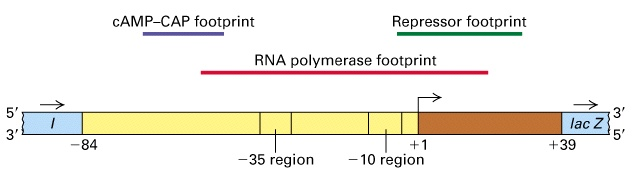 cAMP–CAP footprint
Repressor footprint
RNA polymerase footprint
5′ 3′
I lac Z
3′ 5′
−84 +1 +39
−35 region −10 region